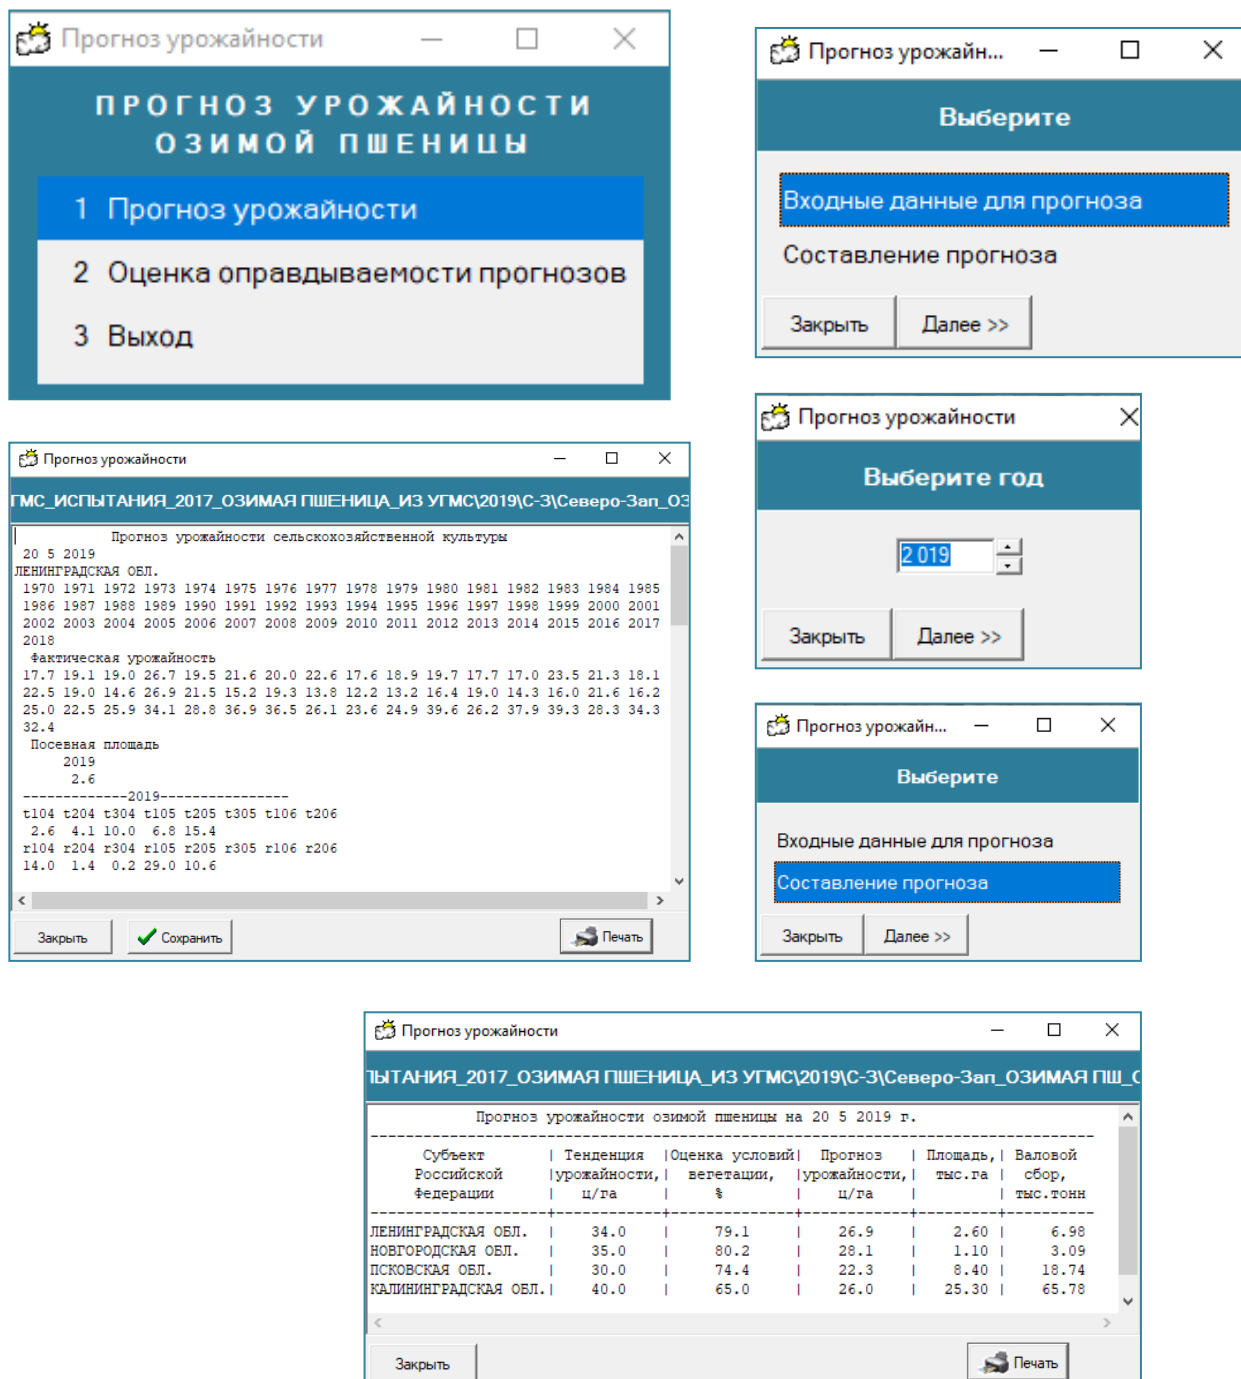 Прогноз урожайности
ПРОГНОЗ УРОЖАЙНОСТИ
ОЗИМОЙ ПШЕНИЦЫ
1 Прогноз урожайности
2 Оценка оправдываемости прогнозов
3 Выход
Прогноз урожайн...
Выберите
Входные данные для прогноза
Составление прогноза
Закрыть Далее >>
Прогноз урожайности
Выберите год
2 019
Закрыть Далее >>
Прогноз урожайности
ГМС_ИСПЫТАНИЯ_2017_ОЗИМАЯ ПШЕНИЦА_ИЗ УГМС\2019\С-З\Северо-Зап_ОЗ
Прогноз урожайности сельскохозяйственной культуры
20 5 2019
ЛЕНИНГРАДСКАЯ ОБЛ.
1970 1971 1972 1973 1974 1975 1976 1977 1978 1979 1980 1981 1982 1983 1984 1985
1986 1987 1988 1989 1990 1991 1992 1993 1994 1995 1996 1997 1998 1999 2000 2001
2002 2003 2004 2005 2006 2007 2008 2009 2010 2011 2012 2013 2014 2015 2016 2017
2018
Фактическая урожайность
17.7 19.1 19.0 26.7 19.5 21.6 20.0 22.6 17.6 18.9 19.7 17.7 17.0 23.5 21.3 18.1
22.5 19.0 14.6 26.9 21.5 15.2 19.3 13.8 12.2 13.2 16.4 19.0 14.3 16.0 21.6 16.2
25.0 22.5 25.9 34.1 28.8 36.9 36.5 26.1 23.6 24.9 39.6 26.2 37.9 39.3 28.3 34.3
32.4
Посевная площадь
2019
2.6
-------------2019----------------
t104 t204 t304 t105 t205 t305 t106 t206
2.6 4.1 10.0 6.8 15.4
r104 r204 r304 r105 r205 r305 r106 r206
14.0 1.4 0.2 29.0 10.6
Закрыть Сохранить Печать
Прогноз урожайн...
Выберите
Входные данные для прогноза
Составление прогноза
Закрыть Далее >>
Прогноз урожайности
ПЫТАНИЯ_2017_ОЗИМАЯ ПШЕНИЦА_ИЗ УГМС\2019\С-З\Северо-Зап_ОЗИМАЯ ПШ_О
Прогноз урожайности озимой пшеницы на 20 5 2019 г.
Субъект | Тенденция |Оценка условий| Прогноз | Площадь,| Валовой
Российской |урожайности,| вегетации, |урожайности,| тыс.га | сбор,
Федерации | ц/га | % | ц/га | | тыс.тонн
ЛЕНИНГРАДСКАЯ ОБЛ. | 34.0 | 79.1 | 26.9 | 2.60 | 6.98
НОВГОРОДСКАЯ ОБЛ. | 35.0 | 80.2 | 28.1 | 1.10 | 3.09
ПСКОВСКАЯ ОБЛ. | 30.0 | 74.4 | 22.3 | 8.40 | 18.74
КАЛИНИНГРАДСКАЯ ОБЛ.| 40.0 | 65.0 | 26.0 | 25.30 | 65.78
Закрыть Печать